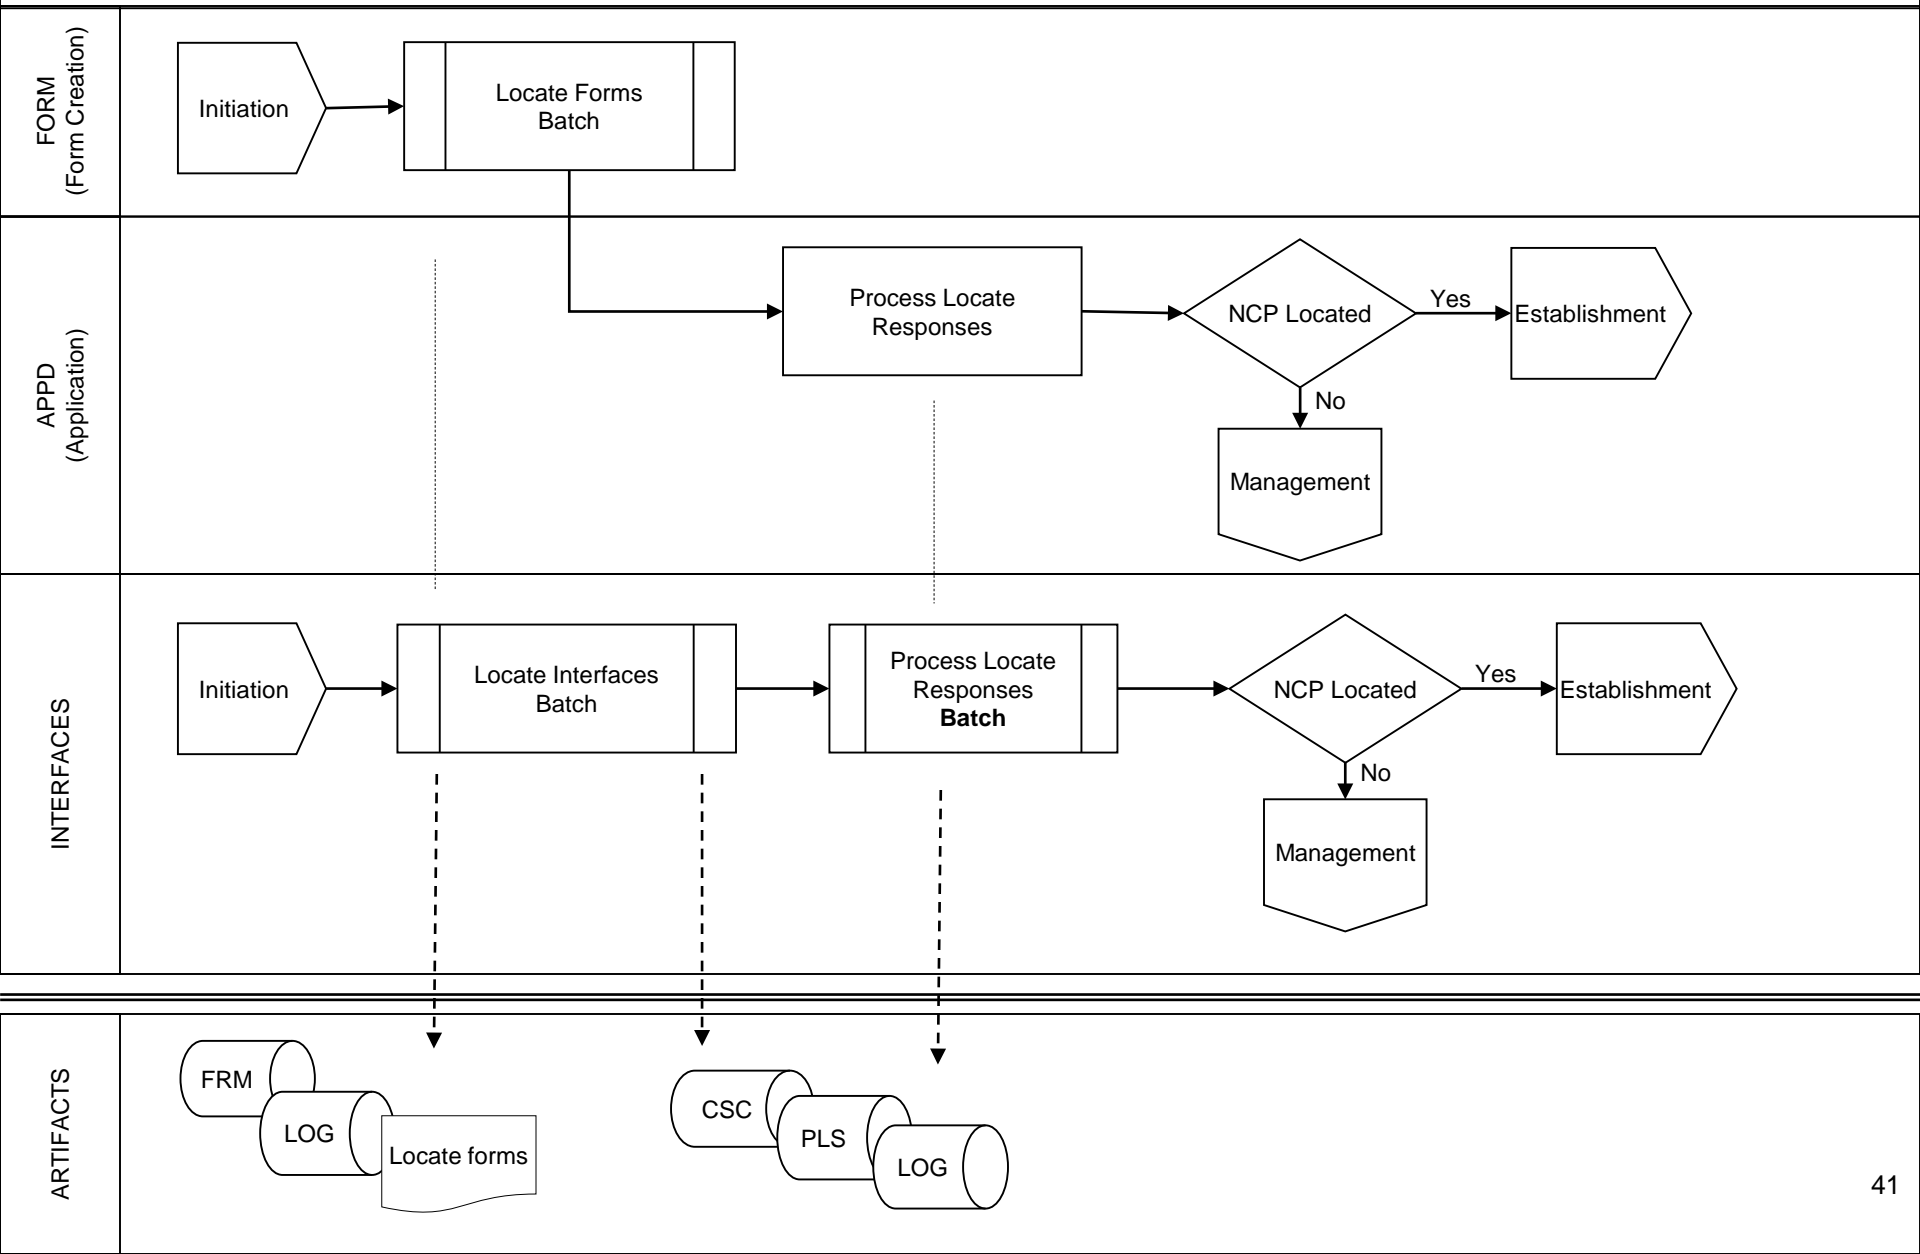 FORM
(Form Creation)
Initiation
Locate Forms
Batch
APPD
(Application)
Process Locate
Responses
NCP Located
Yes
Establishment
No
Management
INTERFACES
Initiation
Locate Interfaces
Batch
Process Locate
Responses
Batch
NCP Located
Yes
Establishment
No
Management
ARTIFACTS
FRM
LOG
Locate forms
CSC
PLS
LOG
41